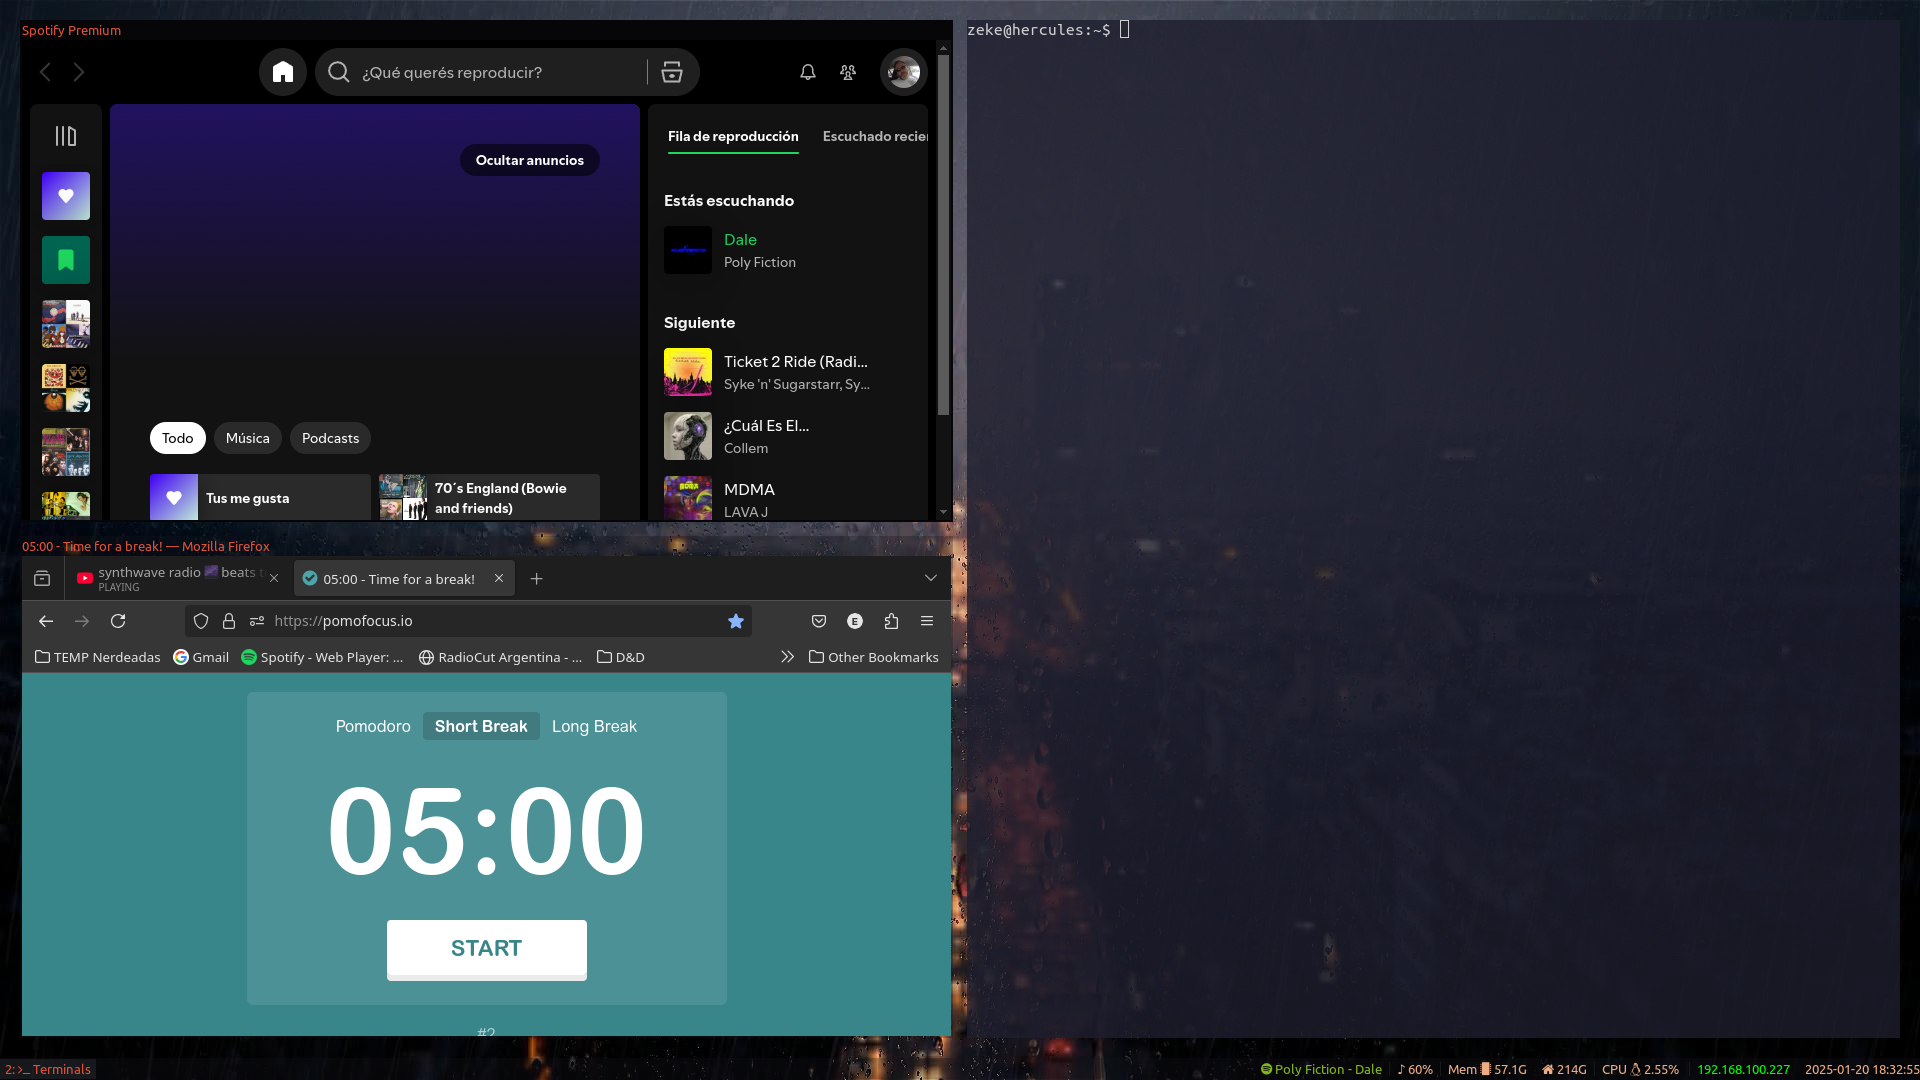 Spotify Premium
¿Qué querés reproducir?
Ocultar anuncios
Todo
Música
Podcasts
Tus me gusta
70´s England (Bowie
and friends)
Fila de reproducción
Escuchado recien
Estás escuchando
Dale
Poly Fiction
Siguiente
Ticket 2 Ride (Radi...
Syke 'n' Sugarstarr, Sy...
¿Cuál Es El...
Collem
MDMA
LAVA J
05:00 - Time for a break! — Mozilla Firefox
synthwave radio 🌌 beats t
PLAYING
05:00 - Time for a break!
https://pomofocus.io
E
TEMP Nerdeadas
Gmail
Spotify - Web Player: ...
RadioCut Argentina - ...
D&D
Other Bookmarks
Pomodoro
Short Break
Long Break
05:00
START
#2
zeke@hercules:~$
2: >_ Terminals
Poly Fiction - Dale
♪ 60%
Mem 57.1G
214G
CPU 2.55%
192.168.100.227
2025-01-20 18:32:55